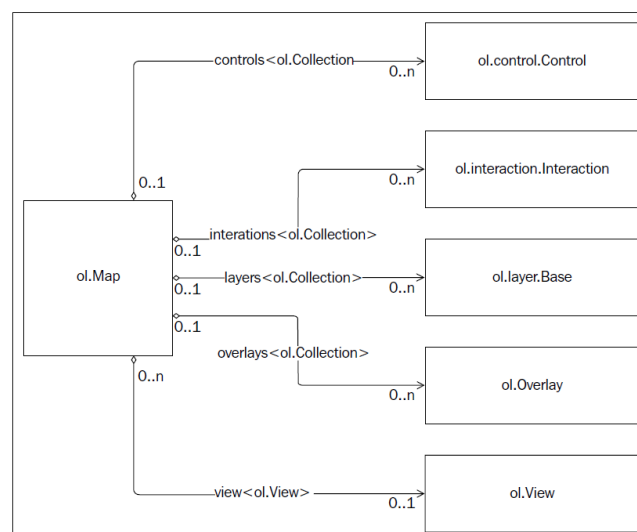 controls<ol.Collection
0..n
ol.control.Control
0..1
ol.interaction.Interaction
0..n
interations<ol.Collection>
0..1
ol.Map
layers<ol.Collection>
0..1
0..n
ol.layer.Base
0..1
overlays<ol.Collection>
0..n
ol.Overlay
0..n
view<ol.View>
0..1
ol.View